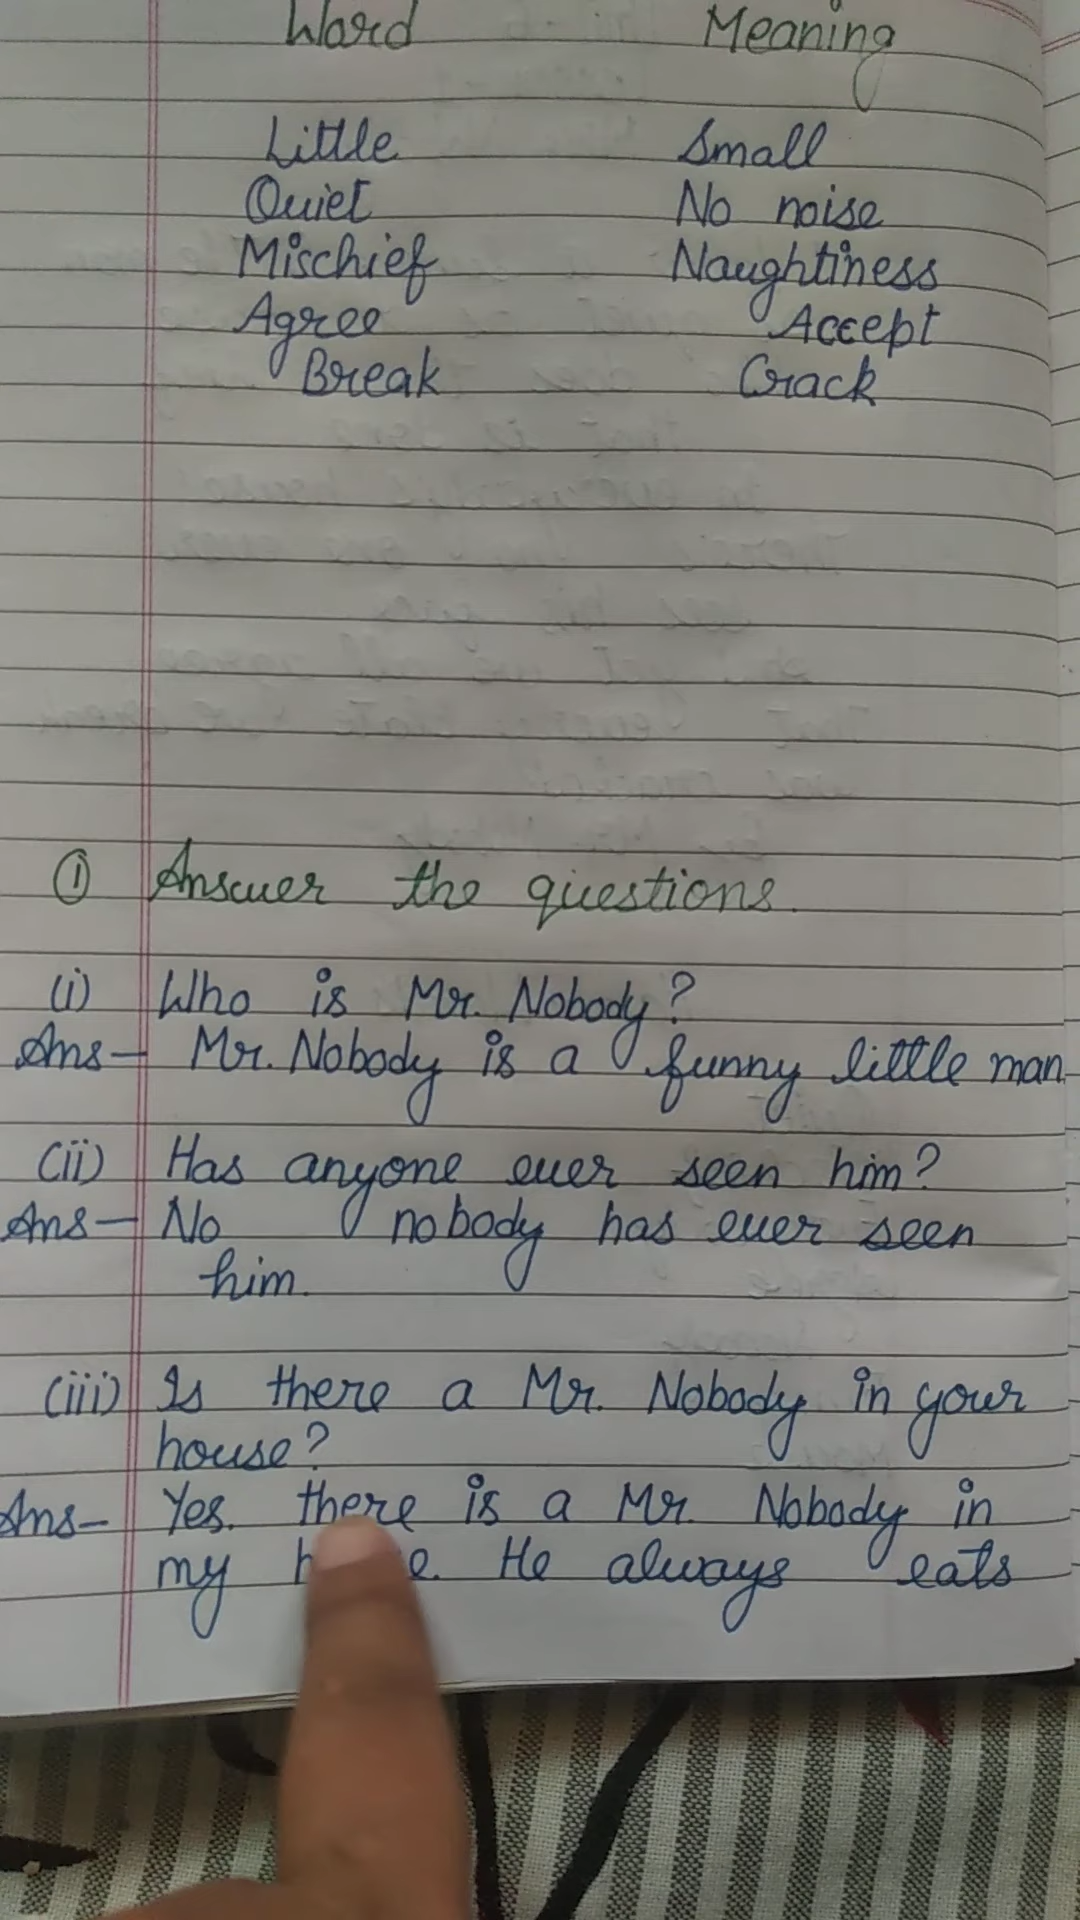 Word Meaning
Little Small
Quiet No noise
Mischief Naughtiness
Agree Accept
Break Crack
① Answer the questions.
(i) Who is Mr. Nobody?
Ans- Mr. Nobody is a funny little man
(ii) Has anyone ever seen him?
Ans- No nobody has ever seen
him.
(iii) Is there a Mr. Nobody in your
house?
Ans- Yes. there is a Mr. Nobody in
my He always eats